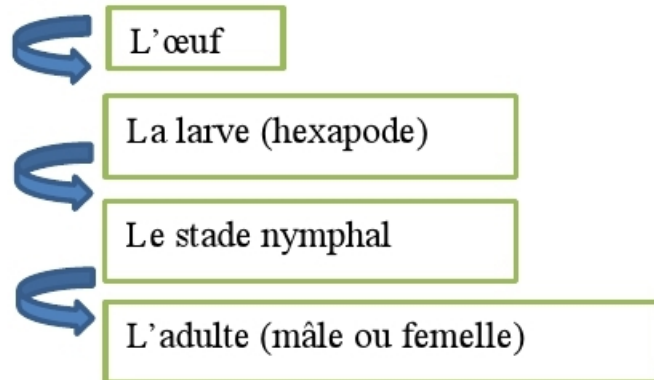 L’œuf
La larve (hexapode)
Le stade nymphal
L’adulte (mâle ou femelle)